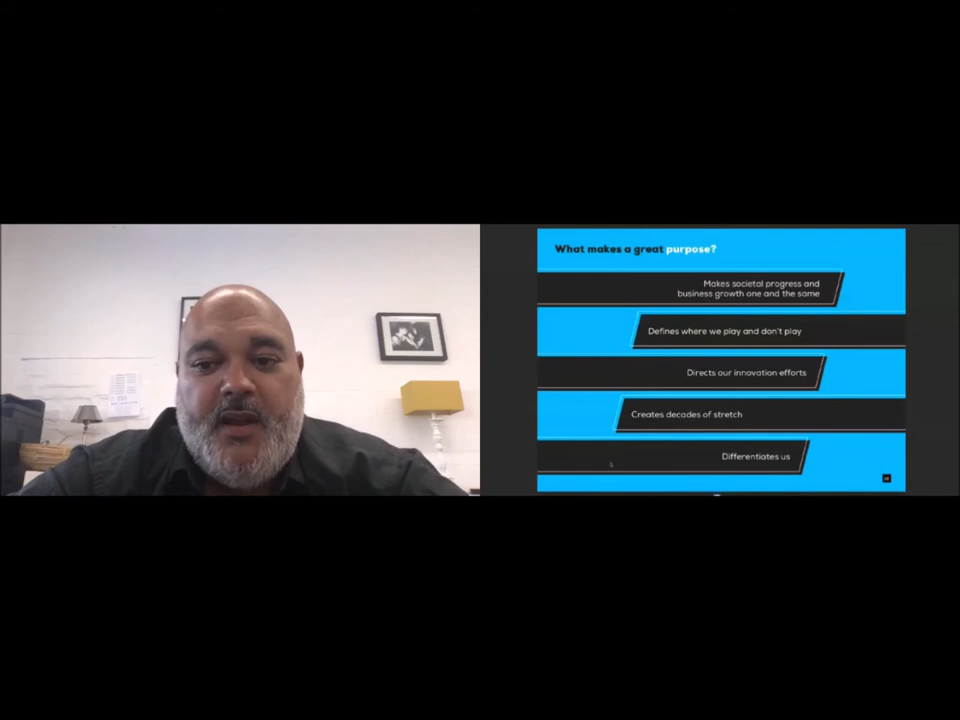 What makes a great purpose?
Makes societal progress and
business growth one and the same
Defines where we play and don't play
Directs our innovation efforts
Creates decades of stretch
Differentiates us